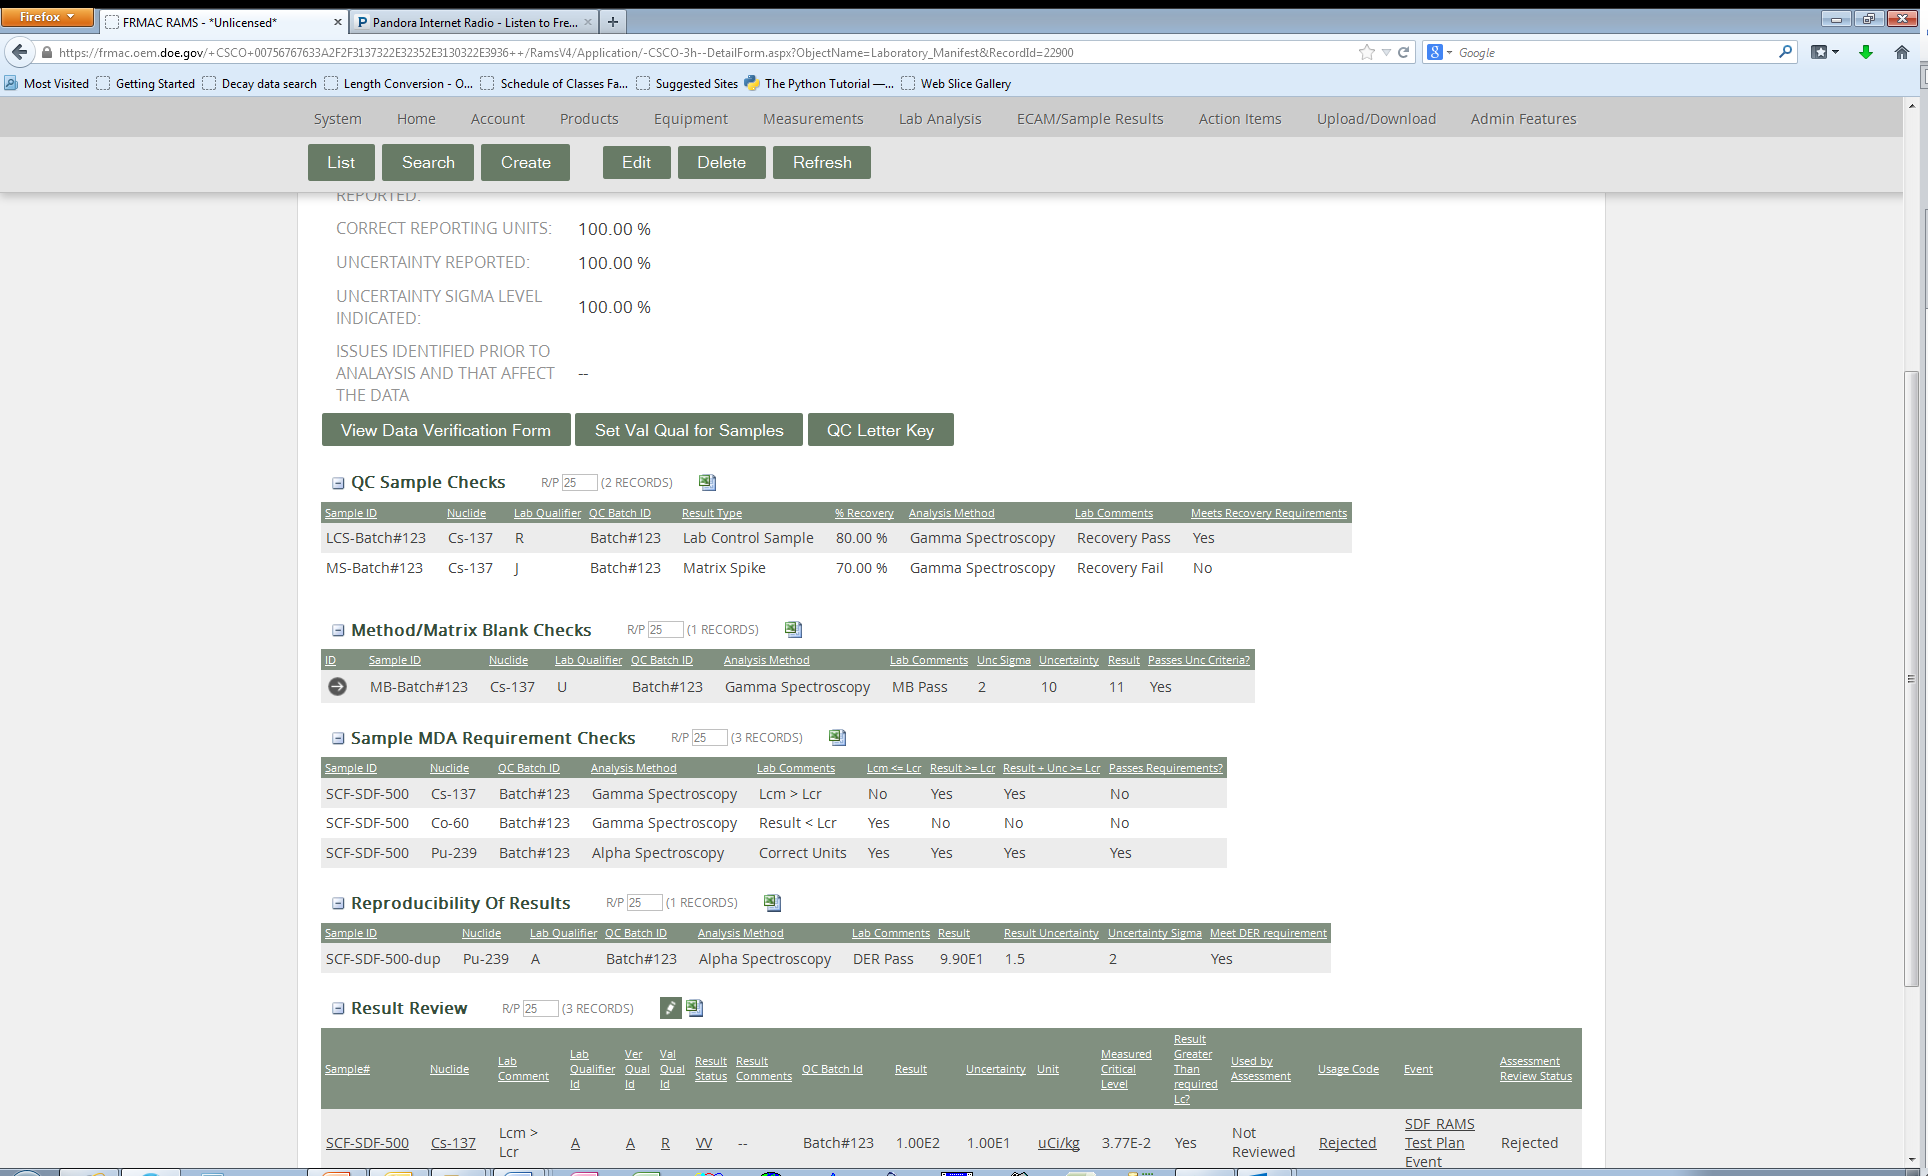 Firefox
FRMAC RAMS - *Unlicensed*
Pandora Internet Radio - Listen to Fre...
https://frmac.oem.doe.gov/+CSCO+00756767633A2F2F3137322E32352E3130322E3936++/RamsV4/Application/-CSCO-3h--DetailForm.aspx?ObjectName=Laboratory_Manifest&RecordId=22900
Google
Most Visited Getting Started Decay data search Length Conversion - O... Schedule of Classes Fa... Suggested Sites The Python Tutorial —... Web Slice Gallery
System Home Account Products Equipment Measurements Lab Analysis ECAM/Sample Results Action Items Upload/Download Admin Features
List Search Create Edit Delete Refresh
REPORTED:
CORRECT REPORTING UNITS: 100.00 %
UNCERTAINTY REPORTED: 100.00 %
UNCERTAINTY SIGMA LEVEL
INDICATED: 100.00 %
ISSUES IDENTIFIED PRIOR TO
ANALAYSIS AND THAT AFFECT --
THE DATA
View Data Verification Form Set Val Qual for Samples QC Letter Key
QC Sample Checks R/P 25 (2 RECORDS)
Sample ID Nuclide Lab Qualifier QC Batch ID Result Type % Recovery Analysis Method Lab Comments Meets Recovery Requirements
LCS-Batch#123 Cs-137 R Batch#123 Lab Control Sample 80.00 % Gamma Spectroscopy Recovery Pass Yes
MS-Batch#123 Cs-137 J Batch#123 Matrix Spike 70.00 % Gamma Spectroscopy Recovery Fail No
Method/Matrix Blank Checks R/P 25 (1 RECORDS)
ID Sample ID Nuclide Lab Qualifier QC Batch ID Analysis Method Lab Comments Unc Sigma Uncertainty Result Passes Unc Criteria?
MB-Batch#123 Cs-137 U Batch#123 Gamma Spectroscopy MB Pass 2 10 11 Yes
Sample MDA Requirement Checks R/P 25 (3 RECORDS)
Sample ID Nuclide QC Batch ID Analysis Method Lab Comments Lcm <= Lcr Result >= Lcr Result + Unc >= Lcr Passes Requirements?
SCF-SDF-500 Cs-137 Batch#123 Gamma Spectroscopy Lcm > Lcr No Yes Yes No
SCF-SDF-500 Co-60 Batch#123 Gamma Spectroscopy Result < Lcr Yes No No No
SCF-SDF-500 Pu-239 Batch#123 Alpha Spectroscopy Correct Units Yes Yes Yes Yes
Reproducibility Of Results R/P 25 (1 RECORDS)
Sample ID Nuclide Lab Qualifier QC Batch ID Analysis Method Lab Comments Result Result Uncertainty Uncertainty Sigma Meet DER requirement
SCF-SDF-500-dup Pu-239 A Batch#123 Alpha Spectroscopy DER Pass 9.90E1 1.5 2 Yes
Result Review R/P 25 (3 RECORDS)
Sample# Nuclide Lab Comment Lab Qualifier Id Ver Qual Id Val Qual Id Result Status Result Comments QC Batch Id Result Uncertainty Unit Measured Critical Level Result Greater Than required Lc? Used by Assessment Usage Code Event Assessment Review Status
SCF-SDF-500 Cs-137 Lcm > Lcr A A R VV -- Batch#123 1.00E2 1.00E1 uCi/kg 3.77E-2 Yes Not Reviewed Rejected SDF RAMS Test Plan Event Rejected